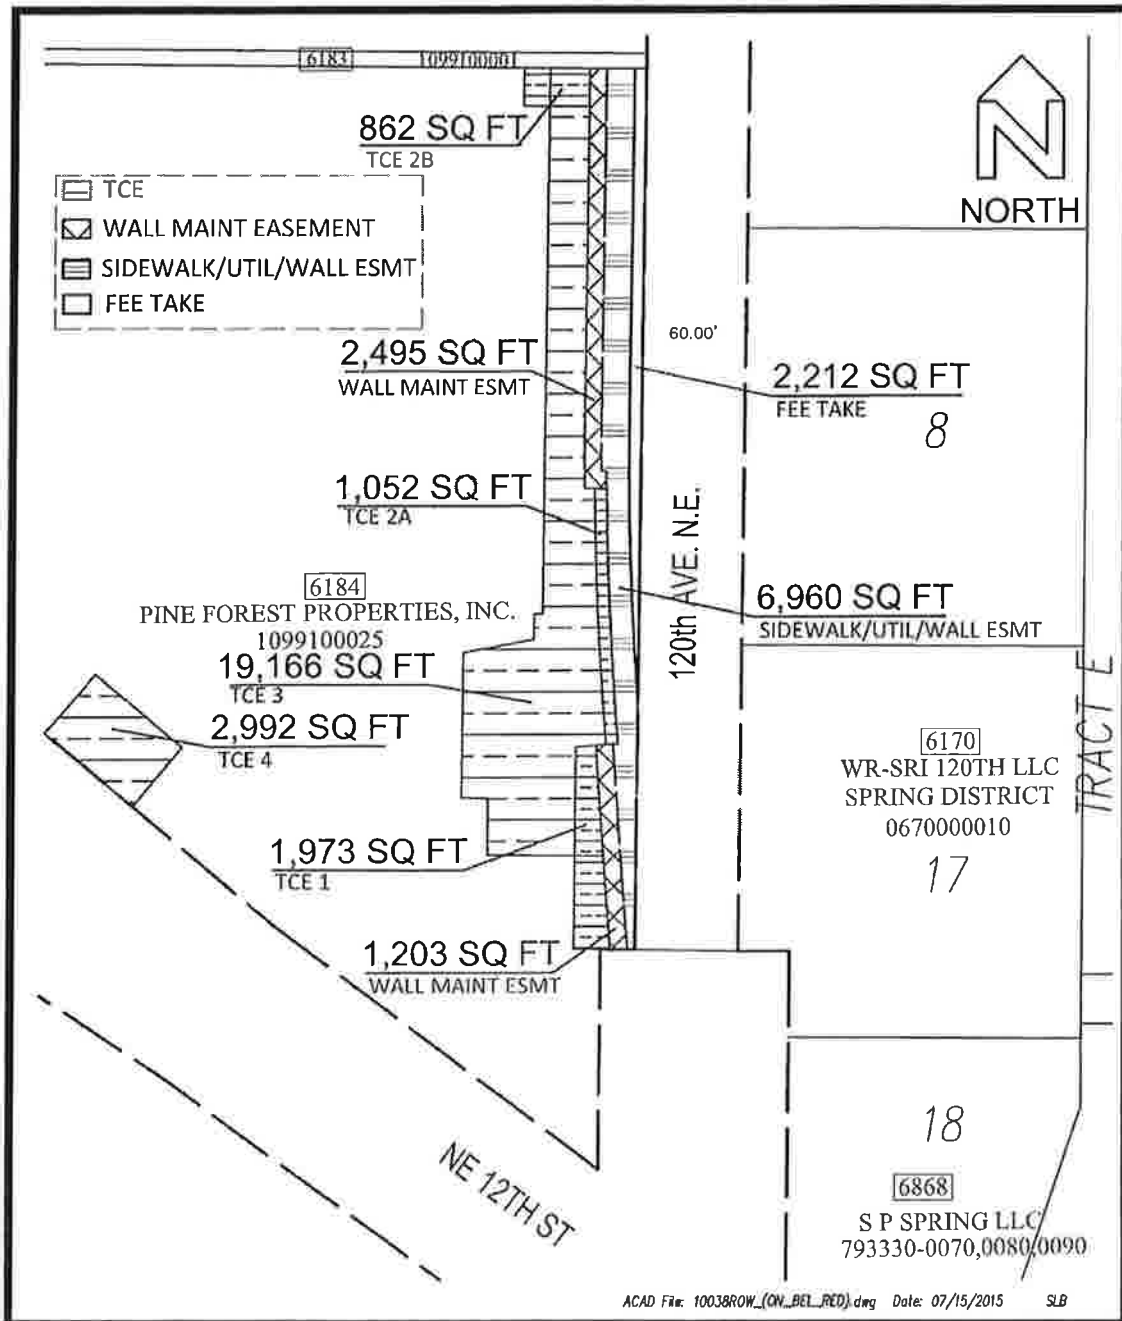 6183 1099100001
862 SQ FT
TCE 2B
NORTH
TCE
WALL MAINT EASEMENT
SIDEWALK/UTIL/WALL ESMT
FEE TAKE
60.00'
2,495 SQ FT
WALL MAINT ESMT
2,212 SQ FT
FEE TAKE
8
1,052 SQ FT
TCE 2A
120th AVE. N.E.
6184
PINE FOREST PROPERTIES, INC.
1099100025
6,960 SQ FT
SIDEWALK/UTIL/WALL ESMT
19,166 SQ FT
TCE 3
2,992 SQ FT
TCE 4
TRACT E
6170
WR-SRI 120TH LLC
SPRING DISTRICT
0670000010
17
1,973 SQ FT
TCE 1
1,203 SQ FT
WALL MAINT ESMT
NE 12TH ST
18
6868
S P SPRING LLC
793330-0070,0080,0090
ACAD File: 10038ROW_(ON_BEL_RED).dwg Date: 07/15/2015 SLB